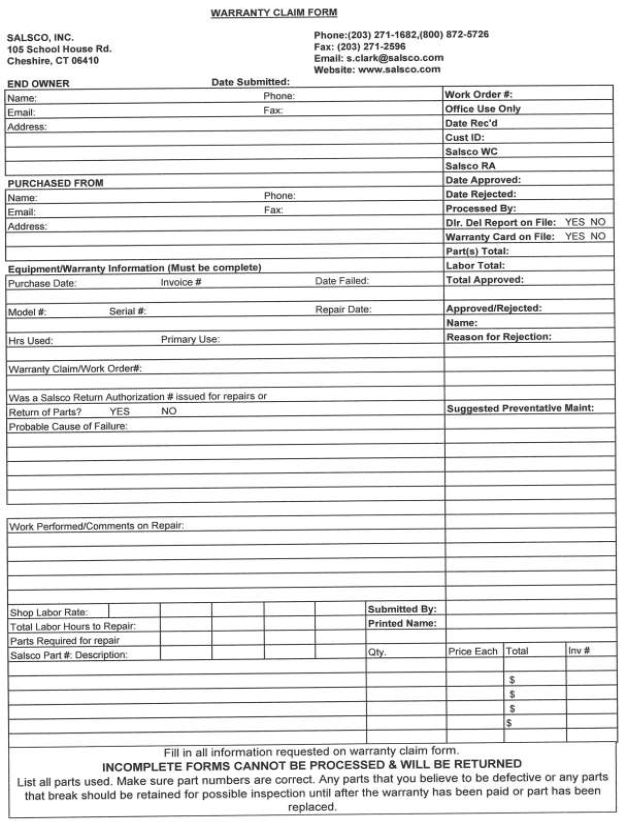 WARRANTY CLAIM FORM
SALSCO, INC.
105 School House Rd.
Cheshire, CT 06410
Phone:(203) 271-1682,(800) 872-5726
Fax: (203) 271-2596
Email: s.clark@salsco.com
Website: www.salsco.com
END OWNER Date Submitted:
Name: Phone:
Email: Fax:
Address:
PURCHASED FROM
Name: Phone:
Email: Fax:
Address:
Equipment/Warranty Information (Must be complete)
Purchase Date: Invoice # Date Failed:
Model #: Serial #: Repair Date:
Hrs Used: Primary Use:
Warranty Claim/Work Order#:
Was a Salsco Return Authorization # issued for repairs or
Return of Parts? YES NO
Probable Cause of Failure:
Work Performed/Comments on Repair:
Work Order #:
Office Use Only
Date Rec'd
Cust ID:
Salsco WC
Salsco RA
Date Approved:
Date Rejected:
Processed By:
Dlr. Del Report on File: YES NO
Warranty Card on File: YES NO
Part(s) Total:
Labor Total:
Total Approved:
Approved/Rejected:
Name:
Reason for Rejection:
Suggested Preventative Maint:
Shop Labor Rate: Submitted By:
Total Labor Hours to Repair: Printed Name:
Parts Required for repair
Salsco Part #: Description: Qty. Price Each Total Inv #
$
$
$
$
Fill in all information requested on warranty claim form.
INCOMPLETE FORMS CANNOT BE PROCESSED & WILL BE RETURNED
List all parts used. Make sure part numbers are correct. Any parts that you believe to be defective or any parts
that break should be retained for possible inspection until after the warranty has been paid or part has been
replaced.